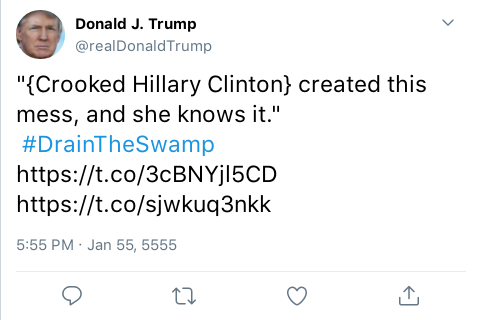 Donald J. Trump
@realDonaldTrump
"{Crooked Hillary Clinton} created this
mess, and she knows it."
#DrainTheSwamp
https://t.co/3cBNYjl5CD
https://t.co/sjwkuq3nkk
5:55 PM · Jan 55, 5555